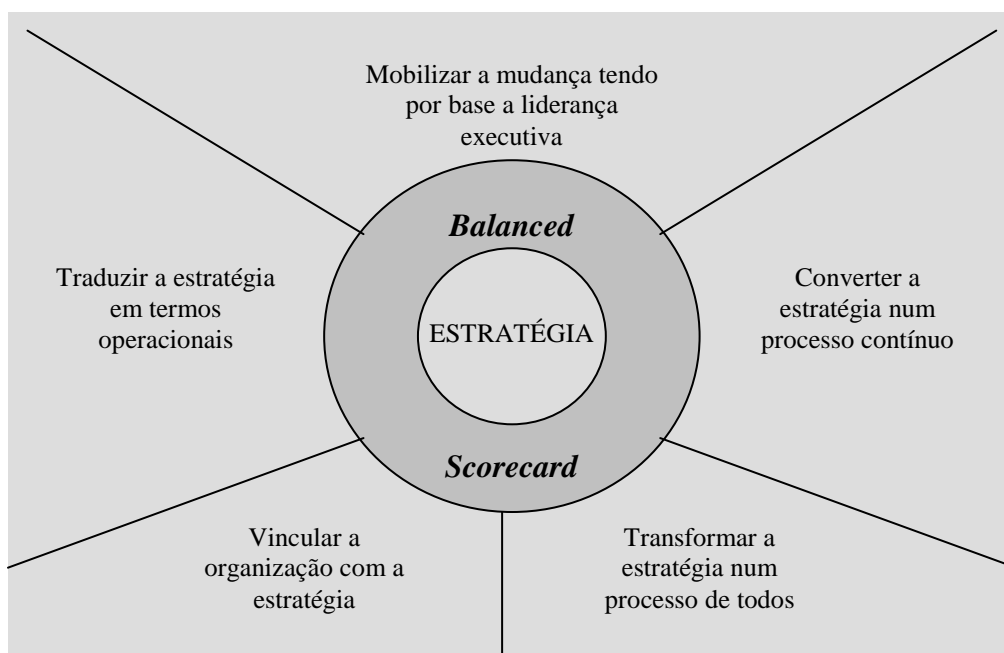 Mobilizar a mudança tendo
por base a liderança
executiva
Balanced
Traduzir a estratégia
em termos
operacionais
ESTRATÉGIA
Converter a
estratégia num
processo contínuo
Scorecard
Vincular a
organização com a
estratégia
Transformar a
estratégia num
processo de todos